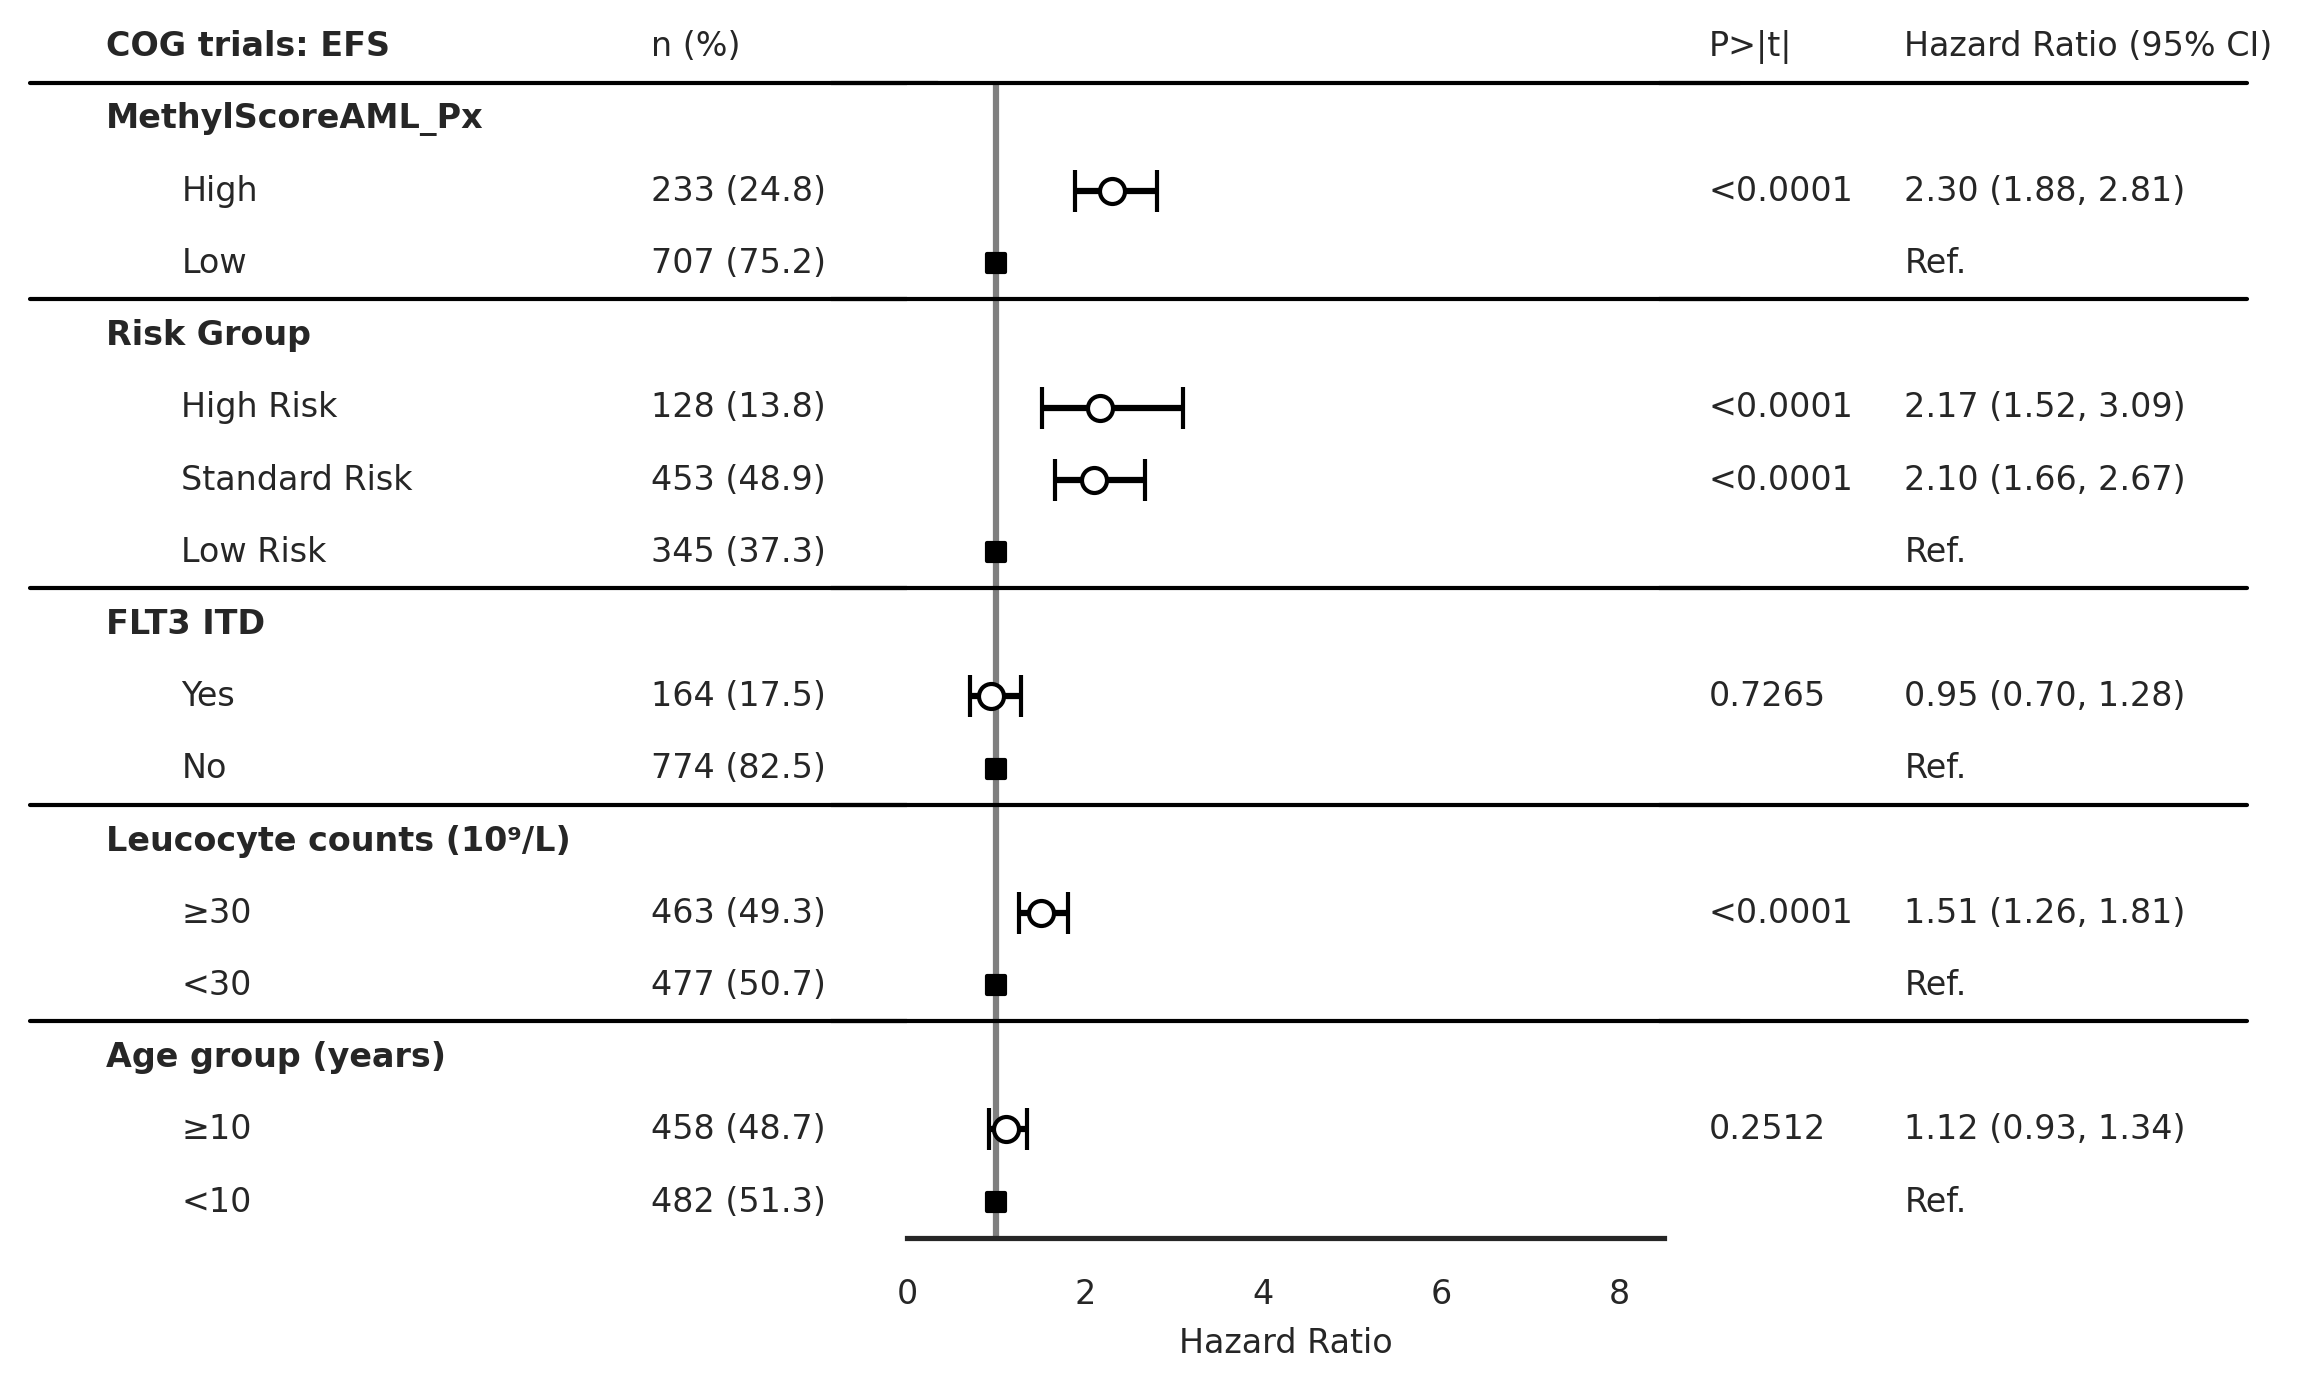 COG trials: EFS n (%) P>|t| Hazard Ratio (95% CI)
MethylScoreAML_Px
High 233 (24.8) <0.0001 2.30 (1.88, 2.81)
Low 707 (75.2) Ref.
Risk Group
High Risk 128 (13.8) <0.0001 2.17 (1.52, 3.09)
Standard Risk 453 (48.9) <0.0001 2.10 (1.66, 2.67)
Low Risk 345 (37.3) Ref.
FLT3 ITD
Yes 164 (17.5) 0.7265 0.95 (0.70, 1.28)
No 774 (82.5) Ref.
Leucocyte counts (10⁹/L)
≥30 463 (49.3) <0.0001 1.51 (1.26, 1.81)
<30 477 (50.7) Ref.
Age group (years)
≥10 458 (48.7) 0.2512 1.12 (0.93, 1.34)
<10 482 (51.3) Ref.
0 2 4 6 8
Hazard Ratio